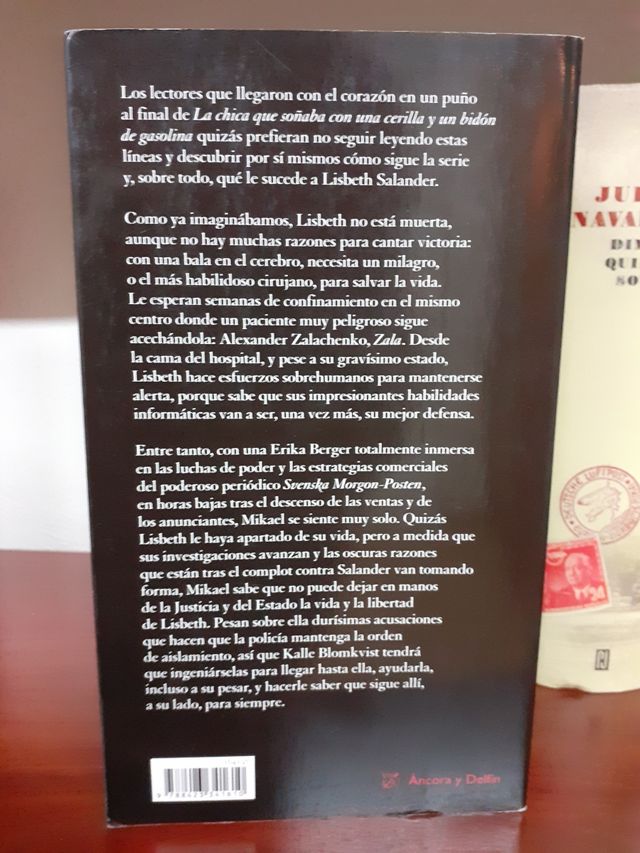 Los lectores que llegaron con el corazón en un puño
al final de La chica que soñaba con una cerilla y un bidón
de gasolina quizás prefieran no seguir leyendo estas
líneas y descubrir por sí mismos cómo sigue la serie
y, sobre todo, qué le sucede a Lisbeth Salander.
Como ya imaginábamos, Lisbeth no está muerta,
aunque no hay muchas razones para cantar victoria:
con una bala en el cerebro, necesita un milagro,
o el más habilidoso cirujano, para salvar la vida.
Le esperan semanas de confinamiento en el mismo
centro donde un paciente muy peligroso sigue
acechándola: Alexander Zalachenko, Zala. Desde
la cama del hospital, y pese a su gravísimo estado,
Lisbeth hace esfuerzos sobrehumanos para mantenerse
alerta, porque sabe que sus impresionantes habilidades
informáticas van a ser, una vez más, su mejor defensa.
Entre tanto, con una Erika Berger totalmente inmersa
en las luchas de poder y las estrategias comerciales
del poderoso periódico Svenska Morgon-Posten,
en horas bajas tras el descenso de las ventas y de
los anunciantes, Mikael se siente muy solo. Quizás
Lisbeth le haya apartado de su vida, pero a medida que
sus investigaciones avanzan y las oscuras razones
que están tras el complot contra Salander van tomando
forma, Mikael sabe que no puede dejar en manos
de la Justicia y del Estado la vida y la libertad
de Lisbeth. Pesan sobre ella durísimas acusaciones
que hacen que la policía mantenga la orden
de aislamiento, así que Kalle Blomkvist tendrá
que ingeniárselas para llegar hasta ella, ayudarla,
incluso a su pesar, y hacerle saber que sigue allí,
a su lado, para siempre.
Áncora y Delfín
JUL
NAVA
DIM
QUI
SO